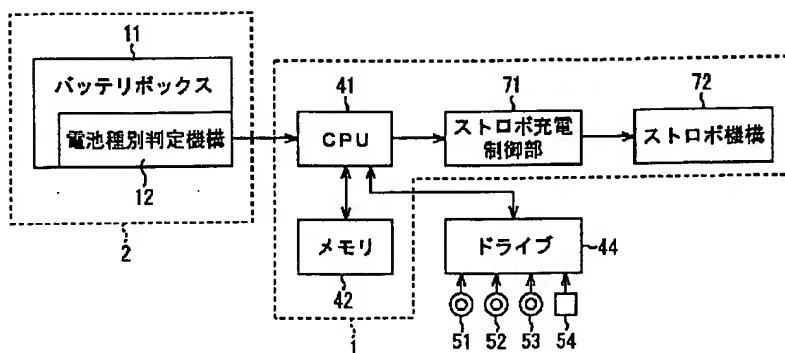 11
バッテリボックス
電池種別判定機構
12
2
41
CPU
71
ストロボ充電
制御部
72
ストロボ機構
メモリ
42
ドライブ
44
51
52
53
54
1